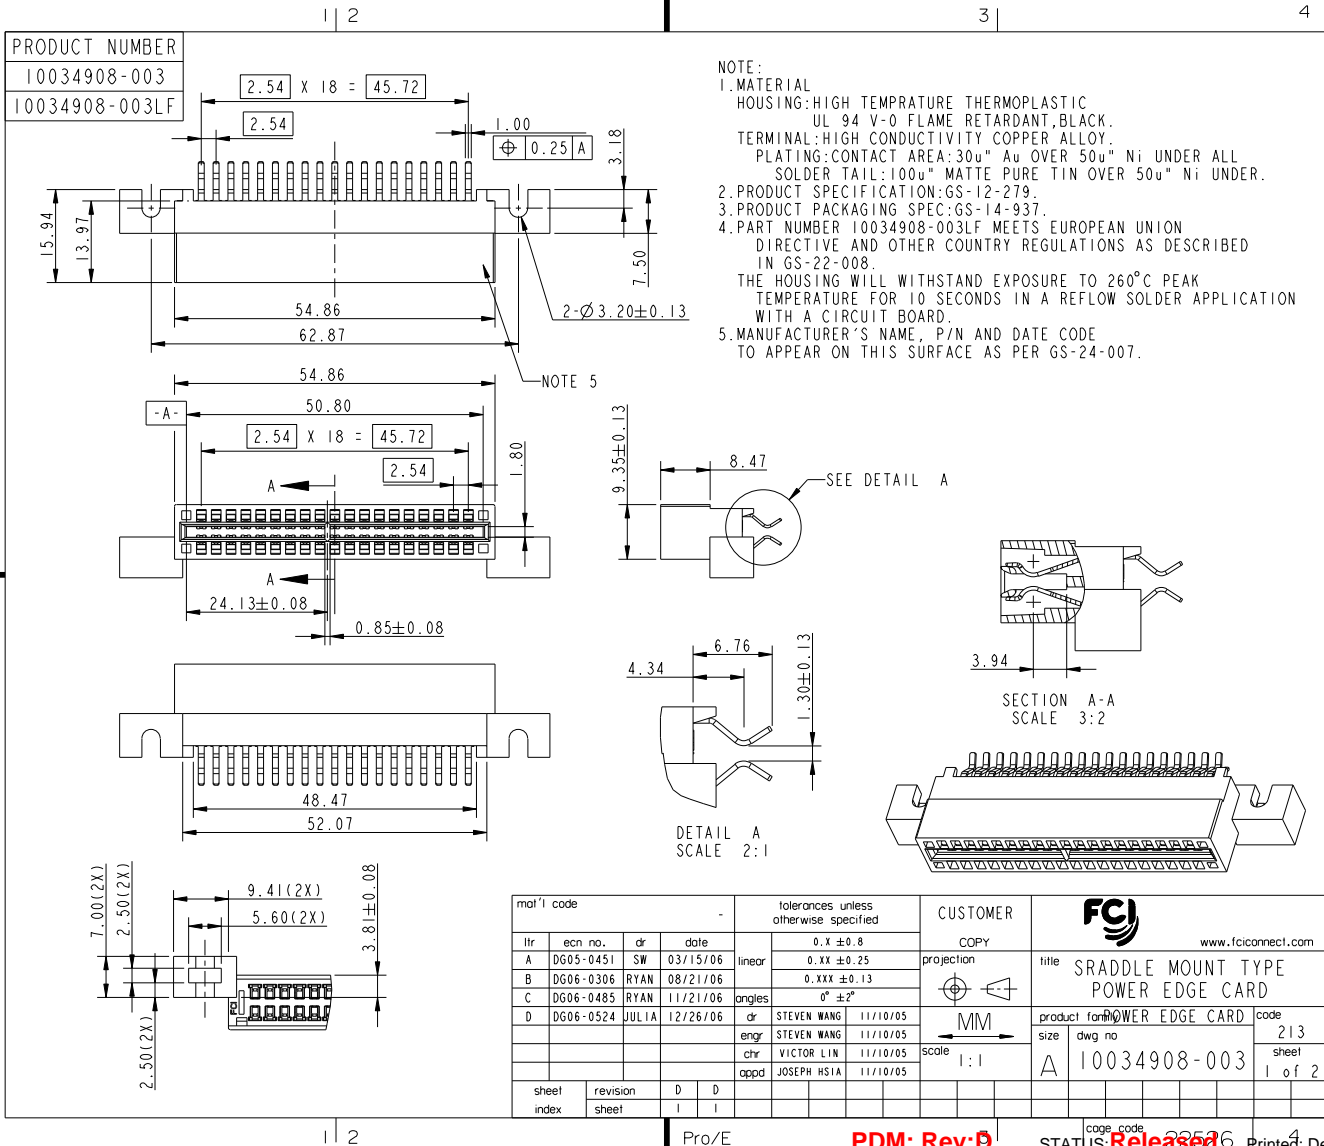 1 2 3 4
PRODUCT NUMBER
10034908-003
10034908-003LF
2.54 X 18 = 45.72
2.54
1.00
⌖ 0.25 A
3.18
15.94
13.97
7.50
54.86
2-Ø3.20±0.13
62.87
NOTE 5
NOTE:
1.MATERIAL
HOUSING:HIGH TEMPRATURE THERMOPLASTIC
UL 94 V-0 FLAME RETARDANT,BLACK.
TERMINAL:HIGH CONDUCTIVITY COPPER ALLOY.
PLATING:CONTACT AREA:30u" Au OVER 50u" Ni UNDER ALL
SOLDER TAIL:100u" MATTE PURE TIN OVER 50u" Ni UNDER.
2.PRODUCT SPECIFICATION:GS-12-279.
3.PRODUCT PACKAGING SPEC:GS-14-937.
4.PART NUMBER 10034908-003LF MEETS EUROPEAN UNION
DIRECTIVE AND OTHER COUNTRY REGULATIONS AS DESCRIBED
IN GS-22-008.
THE HOUSING WILL WITHSTAND EXPOSURE TO 260°C PEAK
TEMPERATURE FOR 10 SECONDS IN A REFLOW SOLDER APPLICATION
WITH A CIRCUIT BOARD.
5.MANUFACTURER'S NAME, P/N AND DATE CODE
TO APPEAR ON THIS SURFACE AS PER GS-24-007.
54.86
-A-
50.80
2.54 X 18 = 45.72
2.54
1.80
A
A
24.13±0.08
0.85±0.08
9.35±0.13
8.47
SEE DETAIL A
3.94
SECTION A-A
SCALE 3:2
6.76
4.34
1.30±0.13
DETAIL A
SCALE 2:1
48.47
52.07
7.00(2X)
2.50(2X)
9.41(2X)
5.60(2X)
3.81±0.08
2.50(2X)
FCI
mat'l code -
tolerances unless
otherwise specified
CUSTOMER
COPY
FCI
www.fciconnect.com
ltr ecn no. dr date
A DG05-0451 SW 03/15/06
B DG06-0306 RYAN 08/21/06
C DG06-0485 RYAN 11/21/06
D DG06-0524 JULIA 12/26/06
linear 0.X ±0.8
0.XX ±0.25
0.XXX ±0.13
angles 0° ±2°
dr STEVEN WANG 11/10/05
engr STEVEN WANG 11/10/05
chr VICTOR LIN 11/10/05
appd JOSEPH HSIA 11/10/05
projection
MM
scale 1:1
title SRADDLE MOUNT TYPE
POWER EDGE CARD
product family POWER EDGE CARD
code 213
size A
dwg no 10034908-003
sheet 1 of 2
sheet index
revision D D
sheet 1 1
1 2 3 4
Pro/E
PDM: Rev:D
cage code 22526
STATUS:Released
Printed: